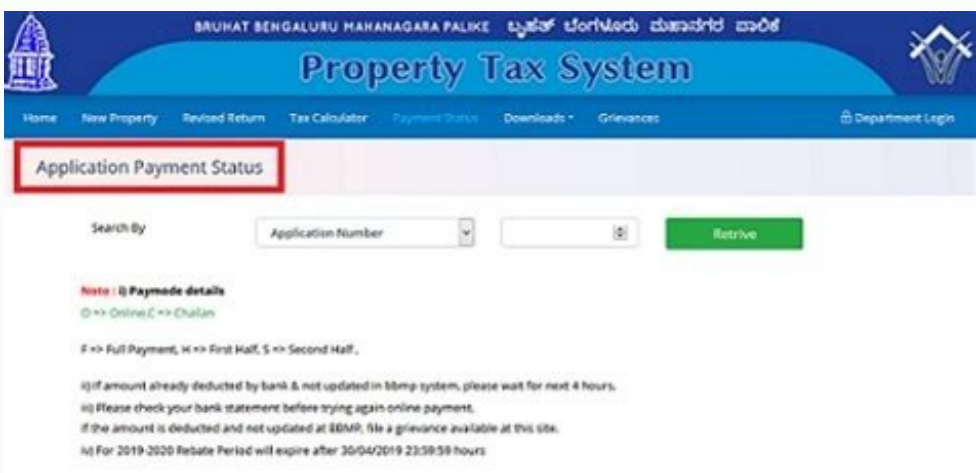 BRUHAT BENGALURU MAHANAGARA PALIKE ಬೃಹತ್ ಬೆಂಗಳೂರು ಮಹಾನಗರ ಪಾಲಿಕೆ
Property Tax System
Home New Property Revised Return Tax Calculator Payment Status Downloads Grievances Department Login
Application Payment Status
Search By Application Number Retrive
Note : i) Paymode details
O => Online,C => Challan
F => Full Payment, H => First Half, S => Second Half ,
ii) If amount already deducted by bank & not updated in bbmp system, please wait for next 4 hours.
iii) Please check your bank statement before trying again online payment.
If the amount is deducted and not updated at BBMP, file a grievance available at this site.
iv) For 2019-2020 Rebate Period will expire after 30/04/2019 23:59:59 hours